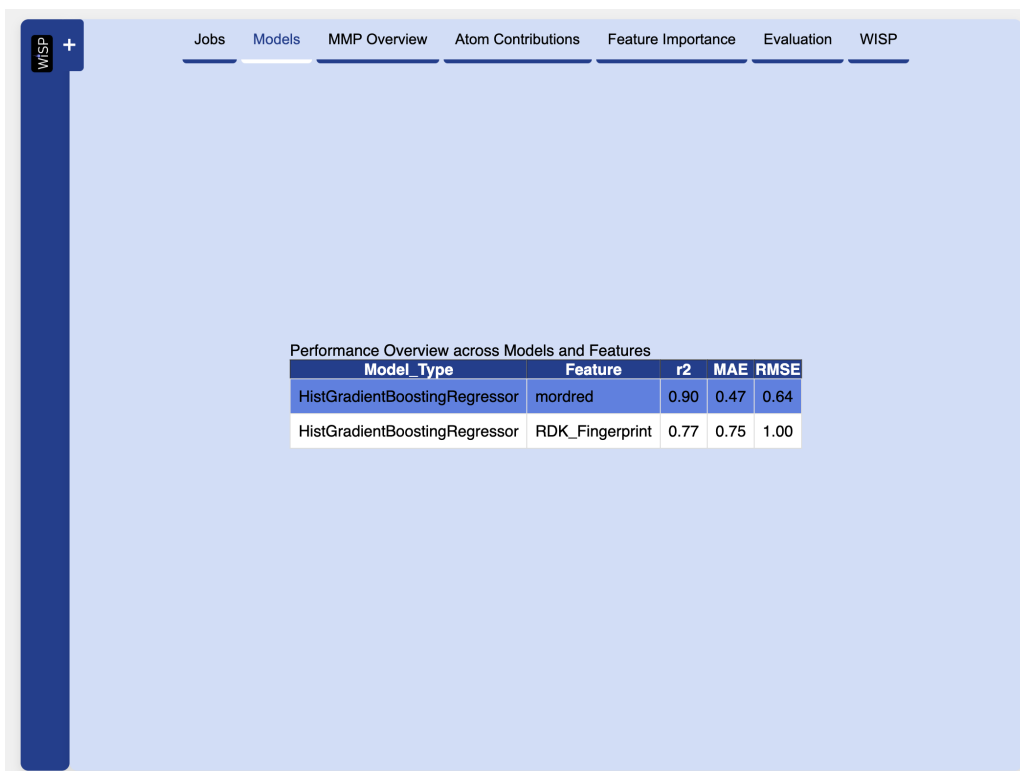 WISP
+
Jobs Models MMP Overview Atom Contributions Feature Importance Evaluation WISP
Performance Overview across Models and Features
Model_Type Feature r2 MAE RMSE
HistGradientBoostingRegressor mordred 0.90 0.47 0.64
HistGradientBoostingRegressor RDK_Fingerprint 0.77 0.75 1.00